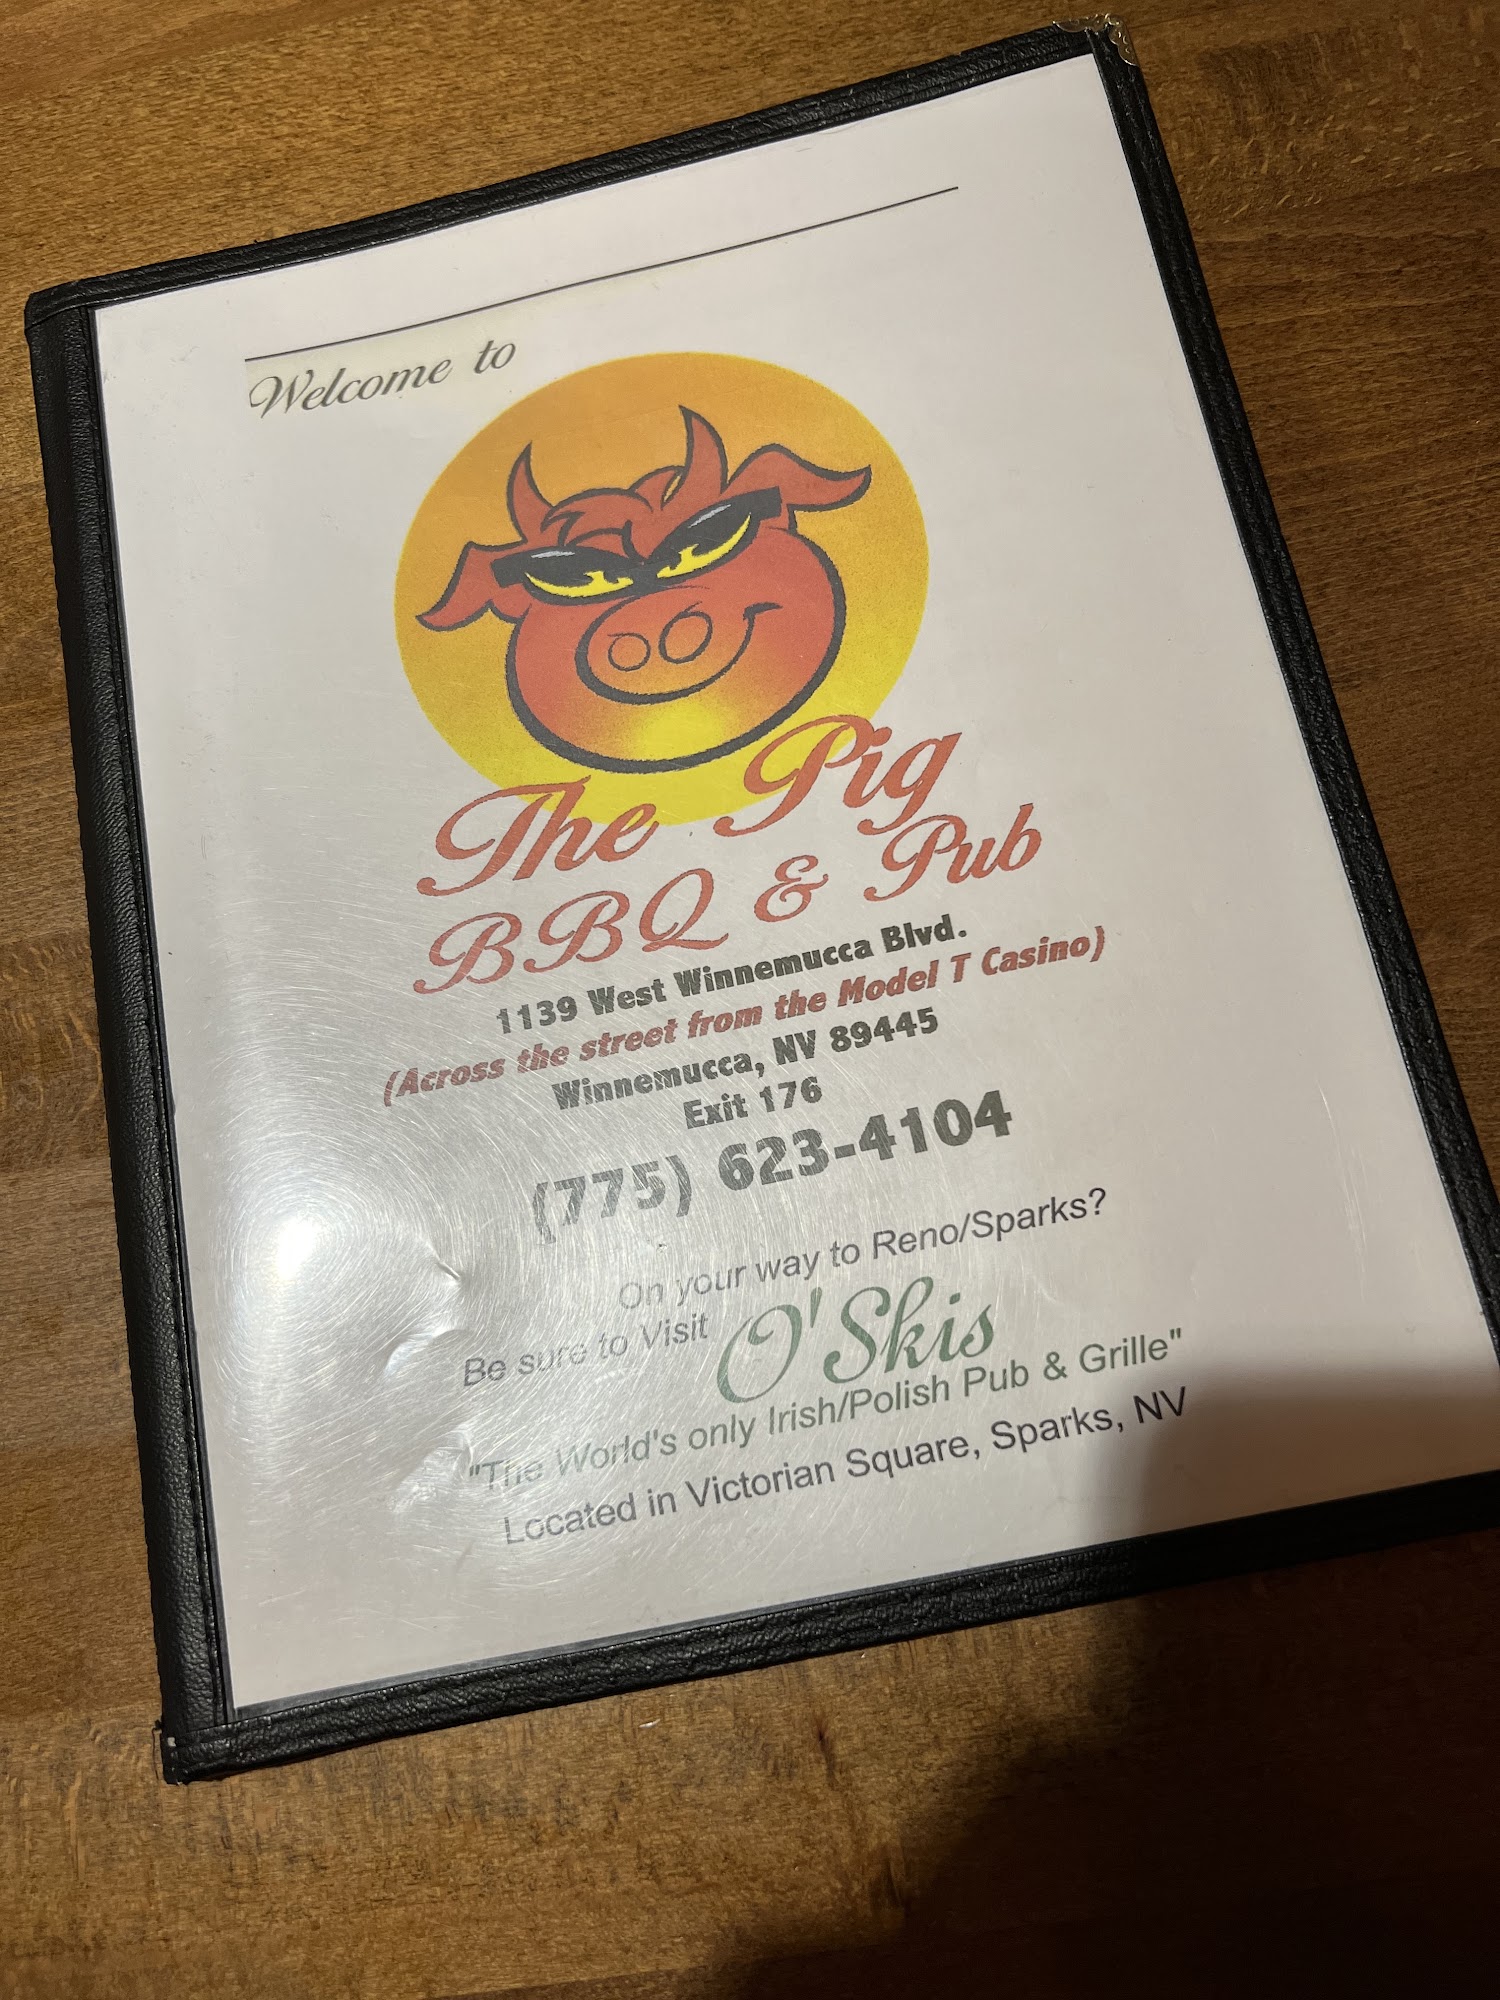 Welcome to
The Pig
BBQ & Pub
1139 West Winnemucca Blvd.
(Across the street from the Model T Casino)
Winnemucca, NV 89445
Exit 176
(775) 623-4104
On your way to Reno/Sparks?
Be sure to Visit O'Skis
"The World's only Irish/Polish Pub & Grille"
Located in Victorian Square, Sparks, NV